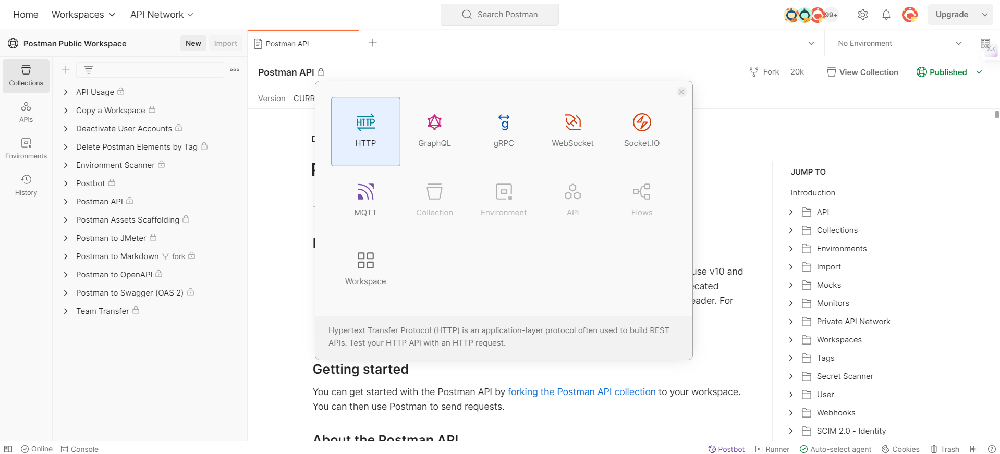 Home Workspaces API Network Search Postman 99+ Upgrade
Postman Public Workspace New Import Postman API No Environment
Collections
APIs
Environments
History
API Usage
Copy a Workspace
Deactivate User Accounts
Delete Postman Elements by Tag
Environment Scanner
Postbot
Postman API
Postman Assets Scaffolding
Postman to JMeter
Postman to Markdown fork
Postman to OpenAPI
Postman to Swagger (OAS 2)
Team Transfer
Postman API Fork 20k View Collection Published
Version CURR
HTTP GraphQL gRPC WebSocket Socket.IO
HTTP
MQTT Collection Environment API Flows
Workspace
Hypertext Transfer Protocol (HTTP) is an application-layer protocol often used to build REST
APIs. Test your HTTP API with an HTTP request.
use v10 and
ecated
eader. For
Getting started
You can get started with the Postman API by forking the Postman API collection to your workspace.
You can then use Postman to send requests.
About the Postman API
JUMP TO
Introduction
API
Collections
Environments
Import
Mocks
Monitors
Private API Network
Workspaces
Tags
Secret Scanner
User
Webhooks
SCIM 2.0 - Identity
Online Console Postbot Runner Auto-select agent Cookies Trash